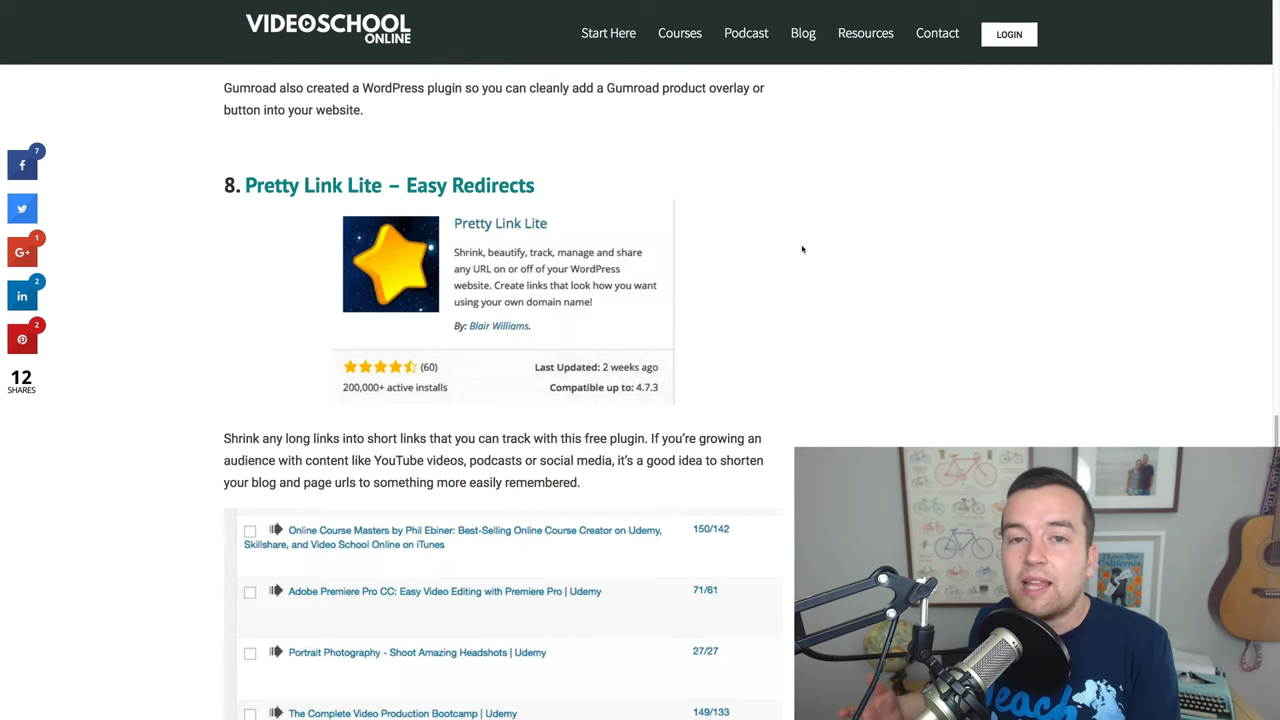 VIDEOSCHOOL
ONLINE
Start Here
Courses
Podcast
Blog
Resources
Contact
LOGIN
Gumroad also created a WordPress plugin so you can cleanly add a Gumroad product overlay or
button into your website.
7
1
2
2
12
SHARES
8. Pretty Link Lite – Easy Redirects
Pretty Link Lite
Shrink, beautify, track, manage and share
any URL on or off of your WordPress
website. Create links that look how you want
using your own domain name!
By: Blair Williams.
(60)
Last Updated: 2 weeks ago
200,000+ active installs
Compatible up to: 4.7.3
Shrink any long links into short links that you can track with this free plugin. If you’re growing an
audience with content like YouTube videos, podcasts or social media, it’s a good idea to shorten
your blog and page urls to something more easily remembered.
Online Course Masters by Phil Ebiner: Best-Selling Online Course Creator on Udemy,
Skillshare, and Video School Online on iTunes
150/142
Adobe Premiere Pro CC: Easy Video Editing with Premiere Pro | Udemy
71/61
Portrait Photography - Shoot Amazing Headshots | Udemy
27/27
The Complete Video Production Bootcamp | Udemy
149/133
I Love You
California